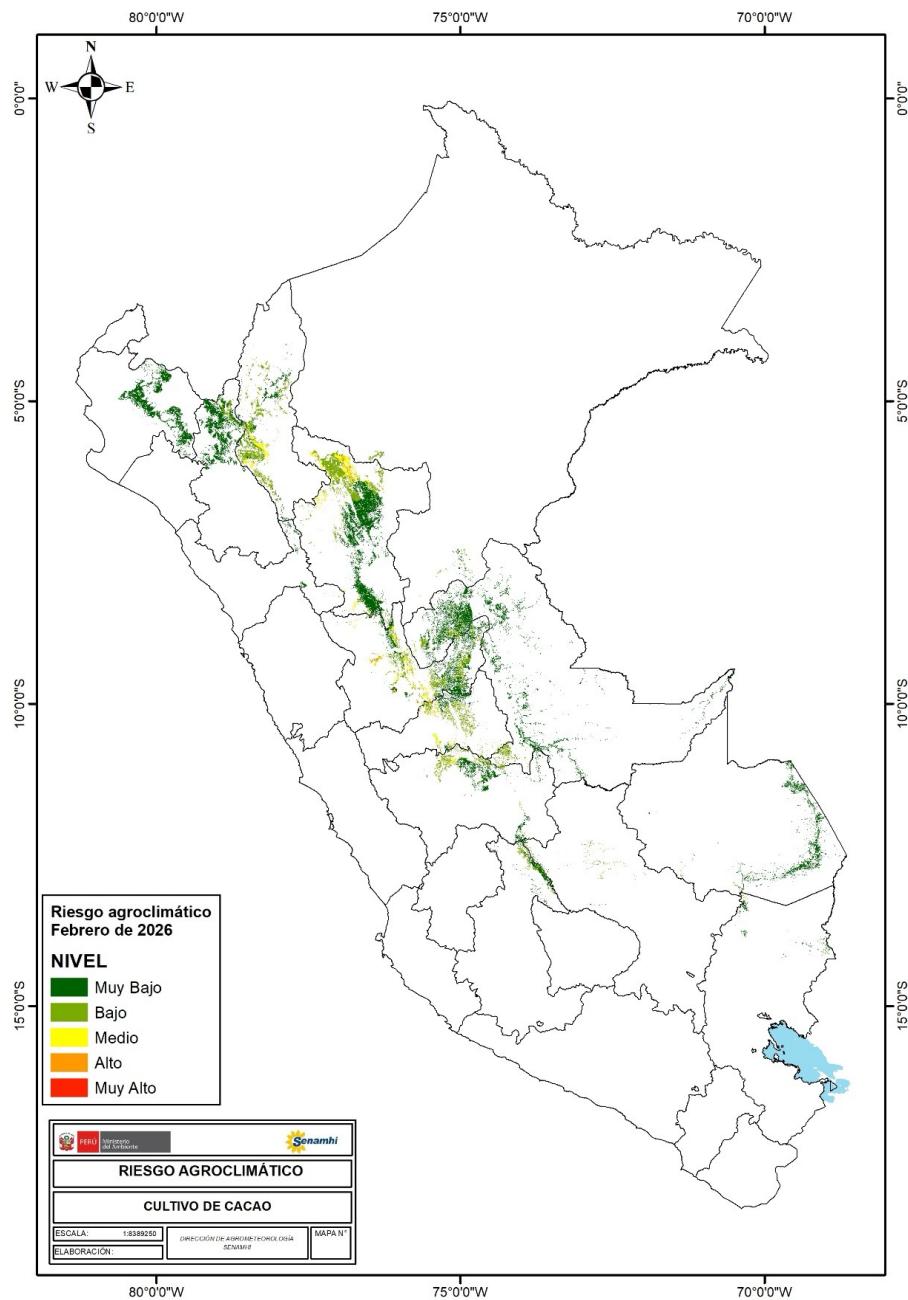 80°0'0"W 75°0'0"W 70°0'0"W
N
W E
S
0°0'0" 0°0'0"
5°0'0"S 5°0'0"S
10°0'0"S 10°0'0"S
15°0'0"S 15°0'0"S
Riesgo agroclimático
Febrero de 2026
NIVEL
Muy Bajo
Bajo
Medio
Alto
Muy Alto
PERÚ Ministerio del Ambiente
Senamhi
RIESGO AGROCLIMÁTICO
CULTIVO DE CACAO
ESCALA: 1:8389250
ELABORACIÓN:
DIRECCIÓN DE AGROMETEOROLOGÍA
SENAMHI
MAPA N°
80°0'0"W 75°0'0"W 70°0'0"W